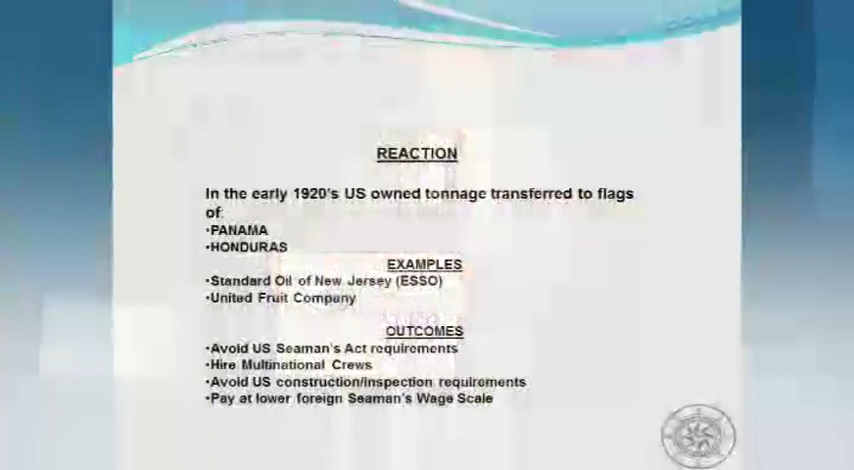 REACTION
In the early 1920's US owned tonnage transferred to flags
of:
•PANAMA
•HONDURAS
EXAMPLES
•Standard Oil of New Jersey (ESSO)
•United Fruit Company
OUTCOMES
•Avoid US Seaman's Act requirements
•Hire Multinational Crews
•Avoid US construction/inspection requirements
•Pay at lower foreign Seaman's Wage Scale